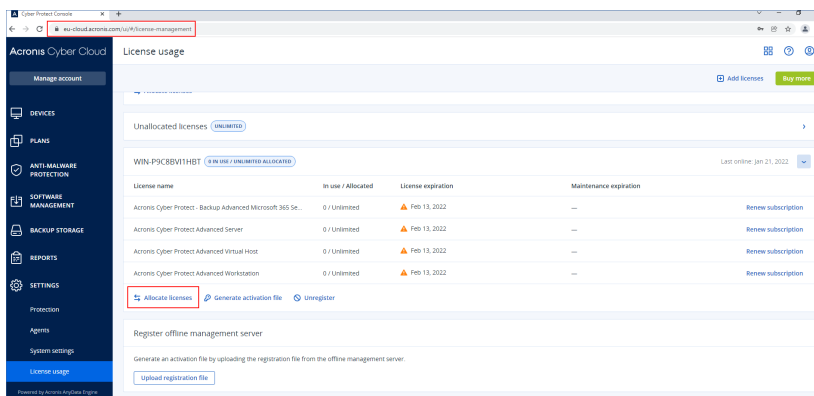 Cyber Protect Console
eu-cloud.acronis.com/ui/#/license-management
Acronis Cyber Cloud
License usage
Manage account
Add licenses
Buy more
DEVICES
PLANS
ANTI-MALWARE
PROTECTION
SOFTWARE
MANAGEMENT
BACKUP STORAGE
REPORTS
SETTINGS
Protection
Agents
System settings
License usage
Powered by Acronis AnyData Engine
Unallocated licenses UNLIMITED
WIN-P9C8BVI1HBT 0 IN USE / UNLIMITED ALLOCATED Last online: Jan 21, 2022
License name In use / Allocated License expiration Maintenance expiration
Acronis Cyber Protect - Backup Advanced Microsoft 365 Se... 0 / Unlimited Feb 13, 2022 — Renew subscription
Acronis Cyber Protect Advanced Server 0 / Unlimited Feb 13, 2022 — Renew subscription
Acronis Cyber Protect Advanced Virtual Host 0 / Unlimited Feb 13, 2022 — Renew subscription
Acronis Cyber Protect Advanced Workstation 0 / Unlimited Feb 13, 2022 — Renew subscription
Allocate licenses Generate activation file Unregister
Register offline management server
Generate an activation file by uploading the registration file from the offline management server.
Upload registration file